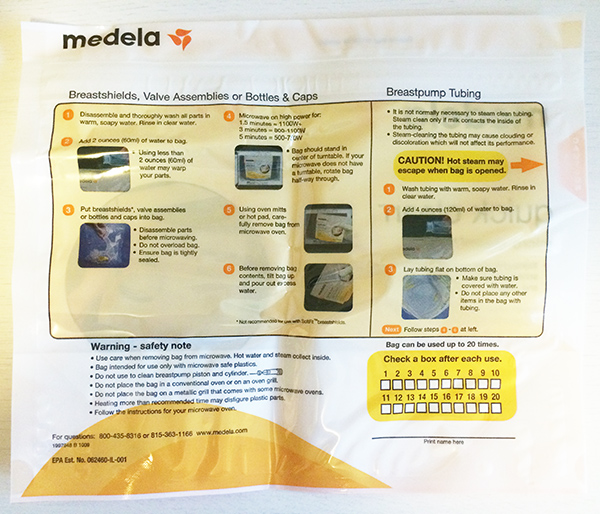 medela
Breastshields, Valve Assemblies or Bottles & Caps
1 Disassemble and thoroughly wash all parts in
warm, soapy water. Rinse in clear water.
2 Add 2 ounces (60ml) of water to bag.
• Using less than
2 ounces (60ml) of
water may warp
your parts.
3 Put breastshields*, valve assemblies
or bottles and caps into bag.
• Disassemble parts
before microwaving.
• Do not overload bag.
• Ensure bag is tightly
sealed.
4 Microwave on high power for:
1.5 minutes = 1100W+
3 minutes = 800-1100W
5 minutes = 500-7 0W
• Bag should stand in
center of turntable. If your
microwave does not have
a turntable, rotate bag
half-way through.
5 Using oven mitts
or hot pad, care-
fully remove bag from
microwave oven.
6 Before removing bag
contents, tilt bag up
and pour out excess
water.
* Not recommended for use with SoftFit™ breastshields.
Breastpump Tubing
• It is not normally necessary to steam clean tubing.
Steam clean only if milk contacts the inside of
the tubing.
• Steam-cleaning the tubing may cause clouding or
discoloration which will not affect its performance.
CAUTION! Hot steam may
escape when bag is opened.
1 Wash tubing with warm, soapy water. Rinse in
clear water.
2 Add 4 ounces (120ml) of water to bag.
3 Lay tubing flat on bottom of bag.
• Make sure tubing is
covered with water.
• Do not place any other
items in the bag with
tubing.
Next Follow steps 4 - 6 at left.
Warning - safety note
• Use care when removing bag from microwave. Hot water and steam collect inside.
• Bag intended for use only with microwave safe plastics.
• Do not use to clean breastpump piston and cylinder.
• Do not place the bag in a conventional oven or on an oven grill.
• Do not place the bag on a metallic grill that comes with some microwave ovens.
• Heating more than recommended time may disfigure plastic parts.
• Follow the instructions for your microwave oven.
Bag can be used up to 20 times.
Check a box after each use.
1 2 3 4 5 6 7 8 9 10
11 12 13 14 15 16 17 18 19 20
Print name here
For questions: 800-435-8316 or 815-363-1166 www.medela.com
EPA Est. No. 062460-IL-001